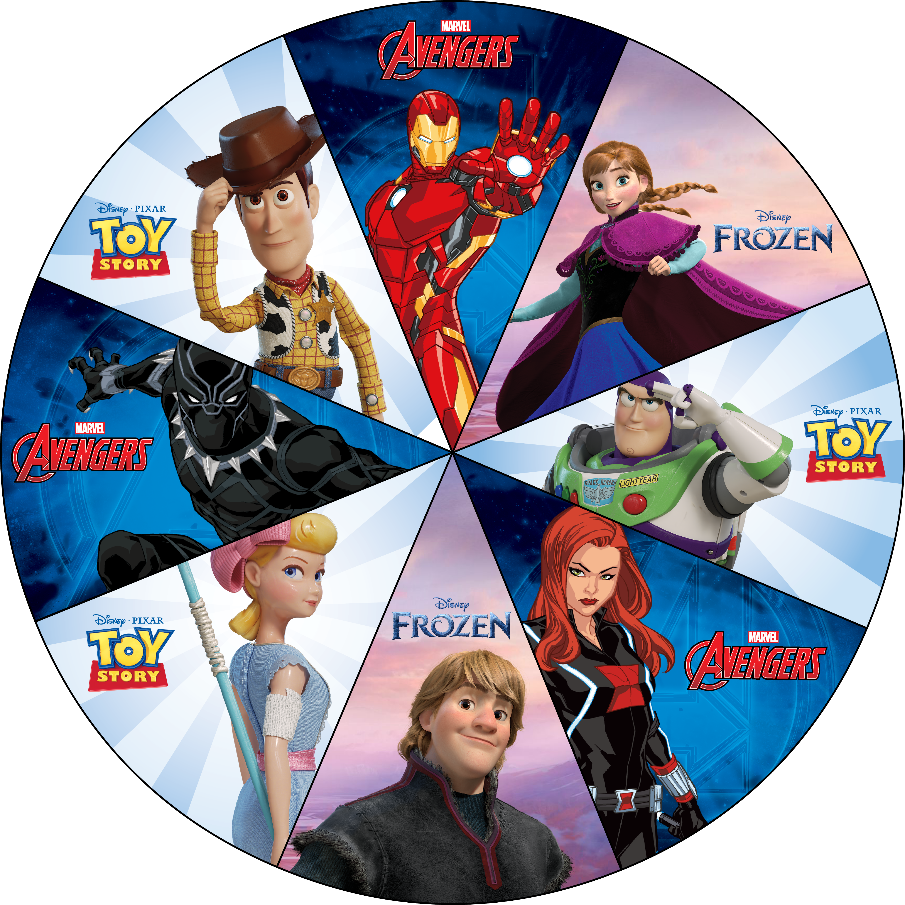 MARVEL
AVENGERS
Disney · PIXAR
TOY
STORY
Disney
FROZEN
MARVEL
AVENGERS
Disney · PIXAR
TOY
STORY
LIGHTYEAR
Disney · PIXAR
TOY
STORY
Disney
FROZEN
MARVEL
AVENGERS